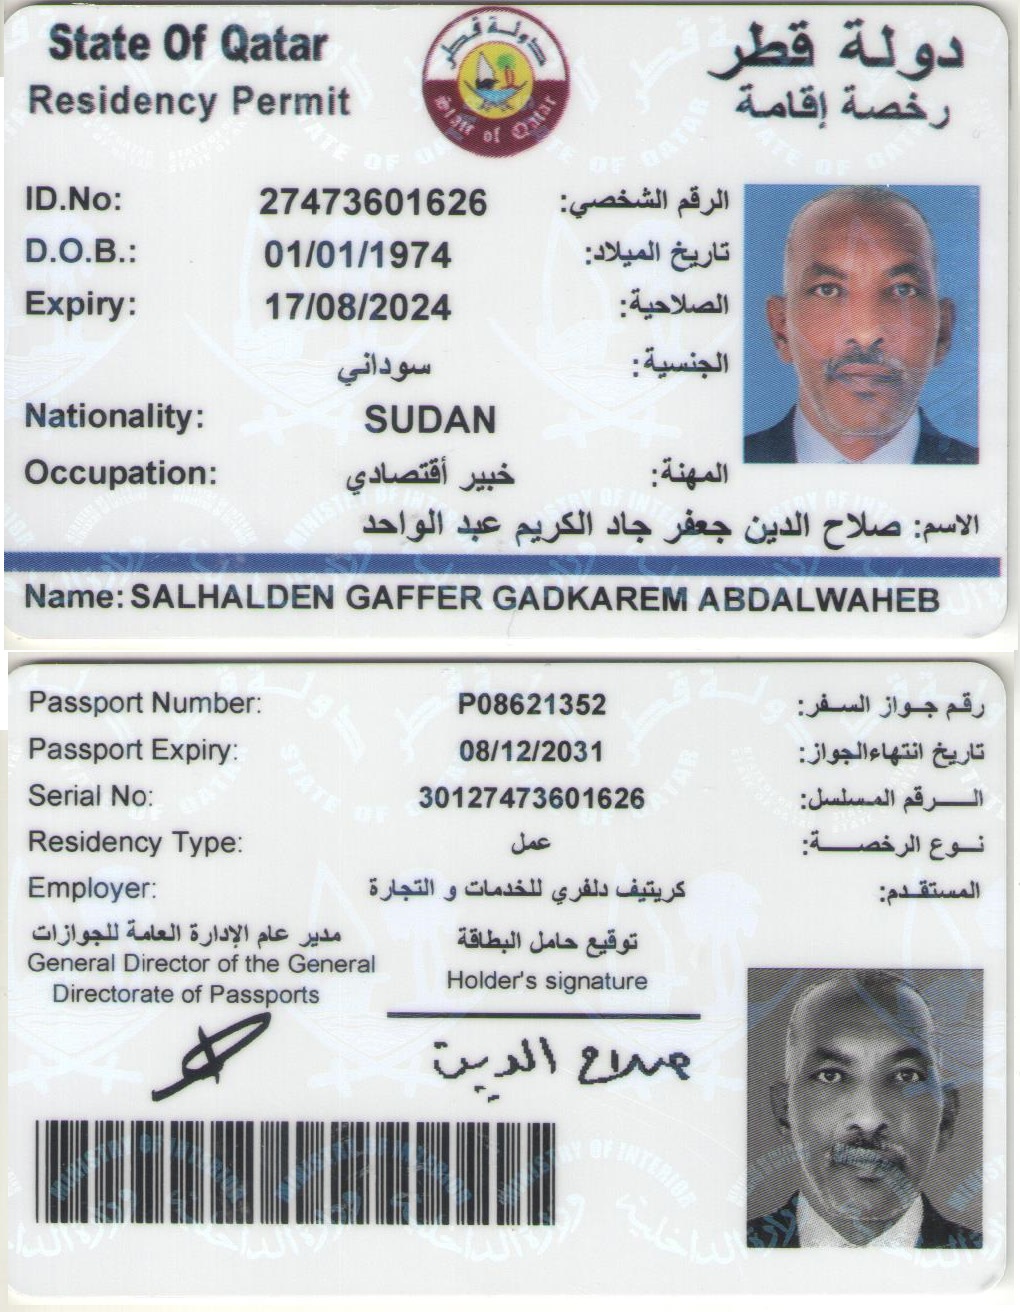 State Of Qatar
دولة قطر
Residency Permit
رخصة إقامة
دولة قطر
State of Qatar
ID.No: 27473601626 الرقم الشخصي:
D.O.B.: 01/01/1974 تاريخ الميلاد:
Expiry: 17/08/2024 الصلاحية:
سوداني الجنسية:
Nationality: SUDAN
Occupation: خبير أقتصادي المهنة:
الاسم: صلاح الدين جعفر جاد الكريم عبد الواحد
Name: SALHALDEN GAFFER GADKAREM ABDALWAHEB
Passport Number: P08621352 رقم جواز السفر:
Passport Expiry: 08/12/2031 تاريخ انتهاءالجواز:
Serial No: 30127473601626 الرقم المسلسل:
Residency Type: عمل نوع الرخصة:
Employer: كريتيف دلفري للخدمات و التجارة المستقدم:
مدير عام الإدارة العامة للجوازات
General Director of the General
Directorate of Passports
توقيع حامل البطاقة
Holder's signature
صلاح الدين